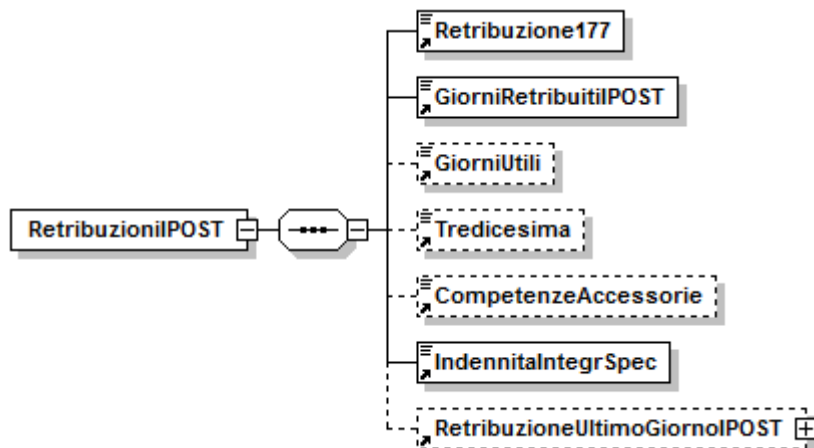 Retribuzione177
GiorniRetribuitiIPOST
GiorniUtili
RetribuzioniIPOST
Tredicesima
CompetenzeAccessorie
IndennitaIntegrSpec
RetribuzioneUltimoGiornoIPOST